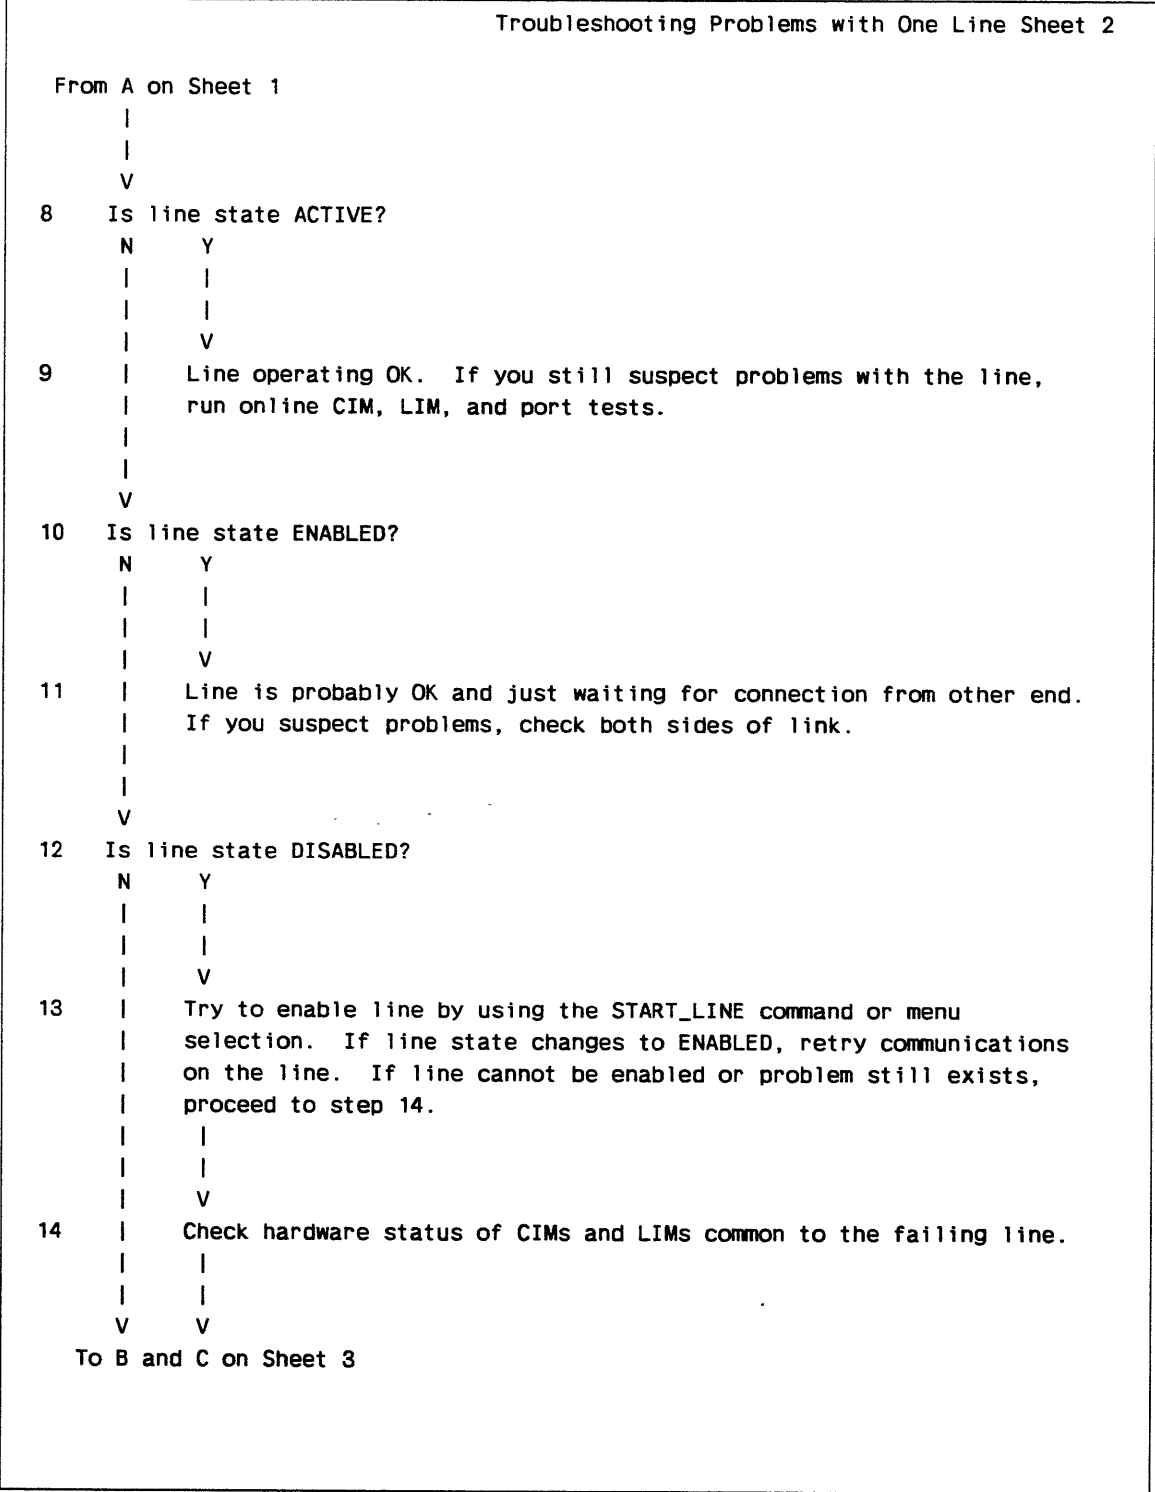 Troubleshooting Problems with One Line Sheet 2
From A on Sheet 1
|
|
V
8 Is line state ACTIVE?
N Y
| |
| |
| V
9 | Line operating OK. If you still suspect problems with the line,
| run online CIM, LIM, and port tests.
|
|
V
10 Is line state ENABLED?
N Y
| |
| |
| V
11 | Line is probably OK and just waiting for connection from other end.
| If you suspect problems, check both sides of link.
|
|
V
12 Is line state DISABLED?
N Y
| |
| |
| V
13 | Try to enable line by using the START_LINE command or menu
| selection. If line state changes to ENABLED, retry communications
| on the line. If line cannot be enabled or problem still exists,
| proceed to step 14.
| |
| |
| V
14 | Check hardware status of CIMs and LIMs common to the failing line.
| |
| |
V V
To B and C on Sheet 3